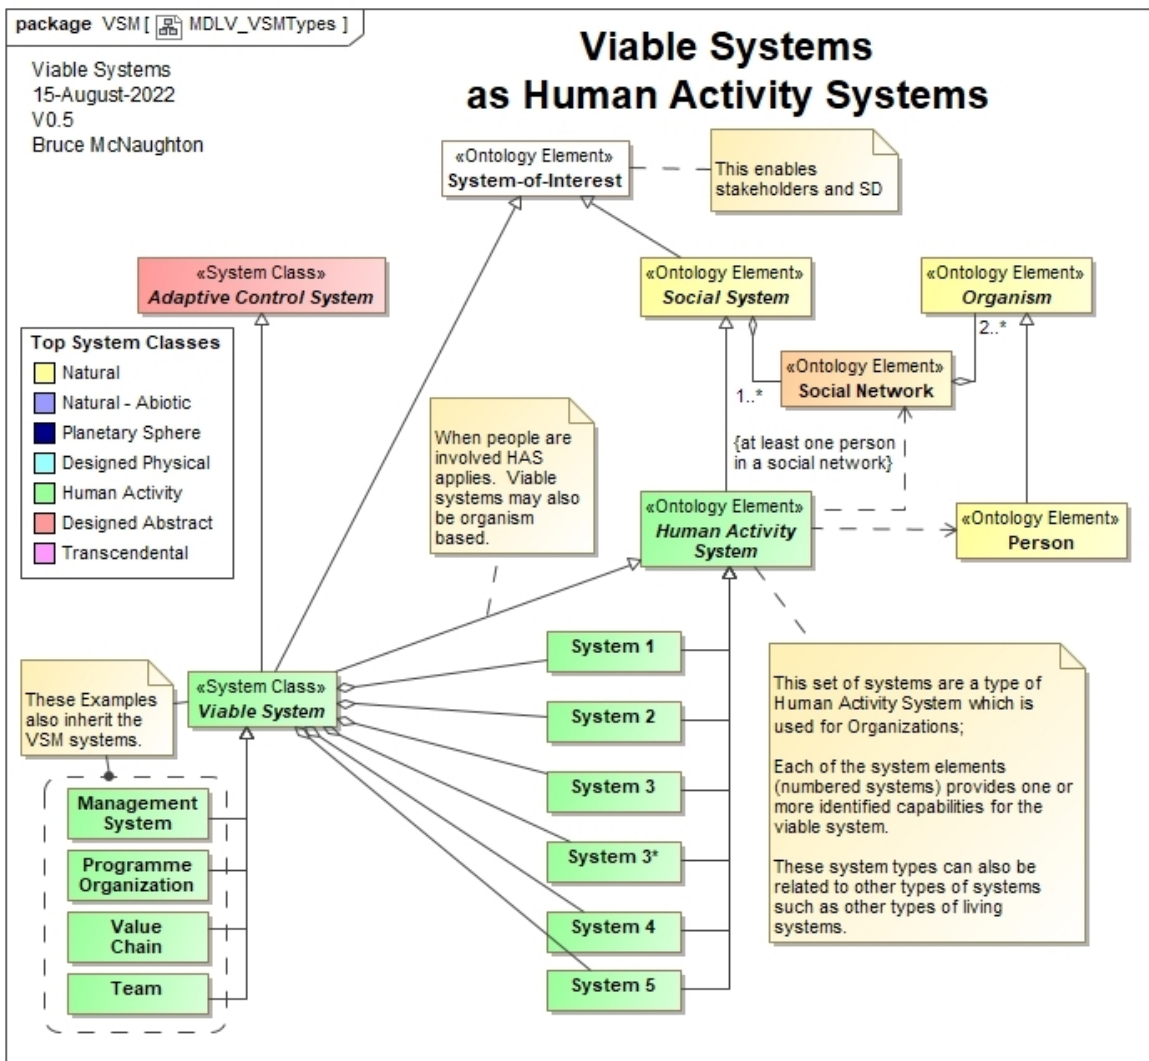 package VSM [ MDLV_VSMTypes ]
Viable Systems
as Human Activity Systems
Viable Systems
15-August-2022
V0.5
Bruce McNaughton
«Ontology Element»
System-of-Interest
This enables
stakeholders and SD
«System Class»
Adaptive Control System
«Ontology Element»
Social System
«Ontology Element»
Organism
2..*
Top System Classes
Natural
Natural - Abiotic
Planetary Sphere
Designed Physical
Human Activity
Designed Abstract
Transcendental
«Ontology Element»
Social Network
1..*
{at least one person
in a social network}
When people are
involved HAS
applies. Viable
systems may also
be organism
based.
«Ontology Element»
Human Activity
System
«Ontology Element»
Person
These Examples
also inherit the
VSM systems.
«System Class»
Viable System
System 1
System 2
System 3
System 3*
System 4
System 5
Management
System
Programme
Organization
Value
Chain
Team
This set of systems are a type of
Human Activity System which is
used for Organizations;
Each of the system elements
(numbered systems) provides one or
more identified capabilities for the
viable system.
These system types can also be
related to other types of systems
such as other types of living
systems.